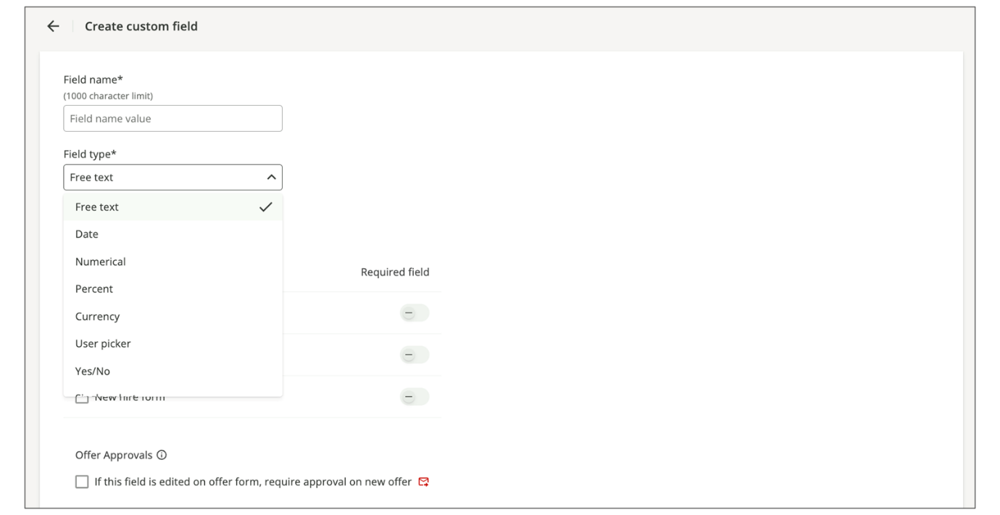 Create custom field
Field name*
(1000 character limit)
Field name value
Field type*
Free text
Free text
Date
Numerical
Percent
Required field
Currency
User picker
Yes/No
New hire form
Offer Approvals
If this field is edited on offer form, require approval on new offer